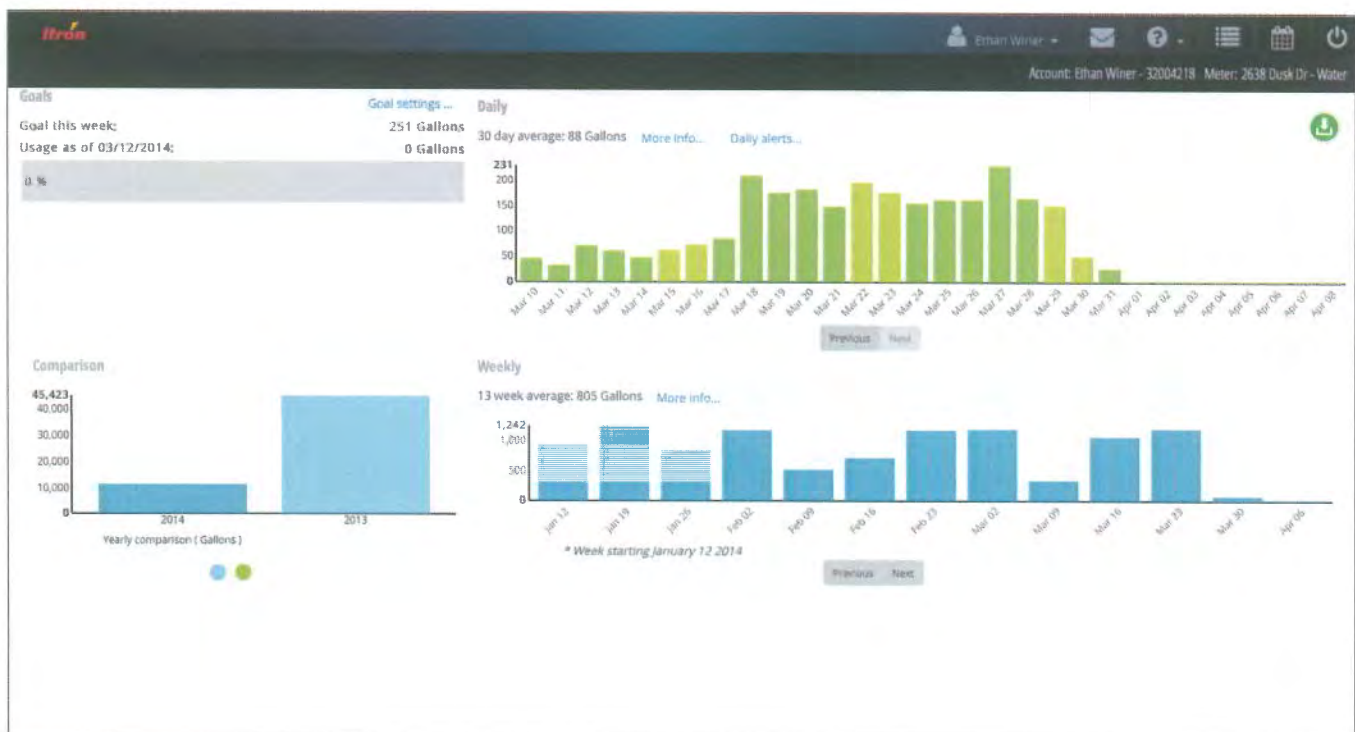 Itrón
Ethan Winer
Account: Ethan Winer - 32004218 Meter: 2638 Dusk Dr - Water
Goals
Goal settings ...
Goal this week:
251 Gallons
Usage as of 03/12/2014:
0 Gallons
0 %
Daily
30 day average: 88 Gallons More info... Daily alerts...
231
200
150
100
50
0
Mar 10 Mar 11 Mar 12 Mar 13 Mar 14 Mar 15 Mar 16 Mar 17 Mar 18 Mar 19 Mar 20 Mar 21 Mar 22 Mar 23 Mar 24 Mar 25 Mar 26 Mar 27 Mar 28 Mar 29 Mar 30 Mar 31 Apr 01 Apr 02 Apr 03 Apr 04 Apr 05 Apr 06 Apr 07 Apr 08
Previous Next
Comparison
45,423
40,000
30,000
20,000
10,000
0
2014 2013
Yearly comparison ( Gallons )
Weekly
13 week average: 805 Gallons More info...
1,242
1,000
500
0
Jan 12 Jan 19 Jan 26 Feb 02 Feb 09 Feb 16 Feb 23 Mar 02 Mar 09 Mar 16 Mar 23 Mar 30 Apr 06
* Week starting January 12 2014
Previous Next